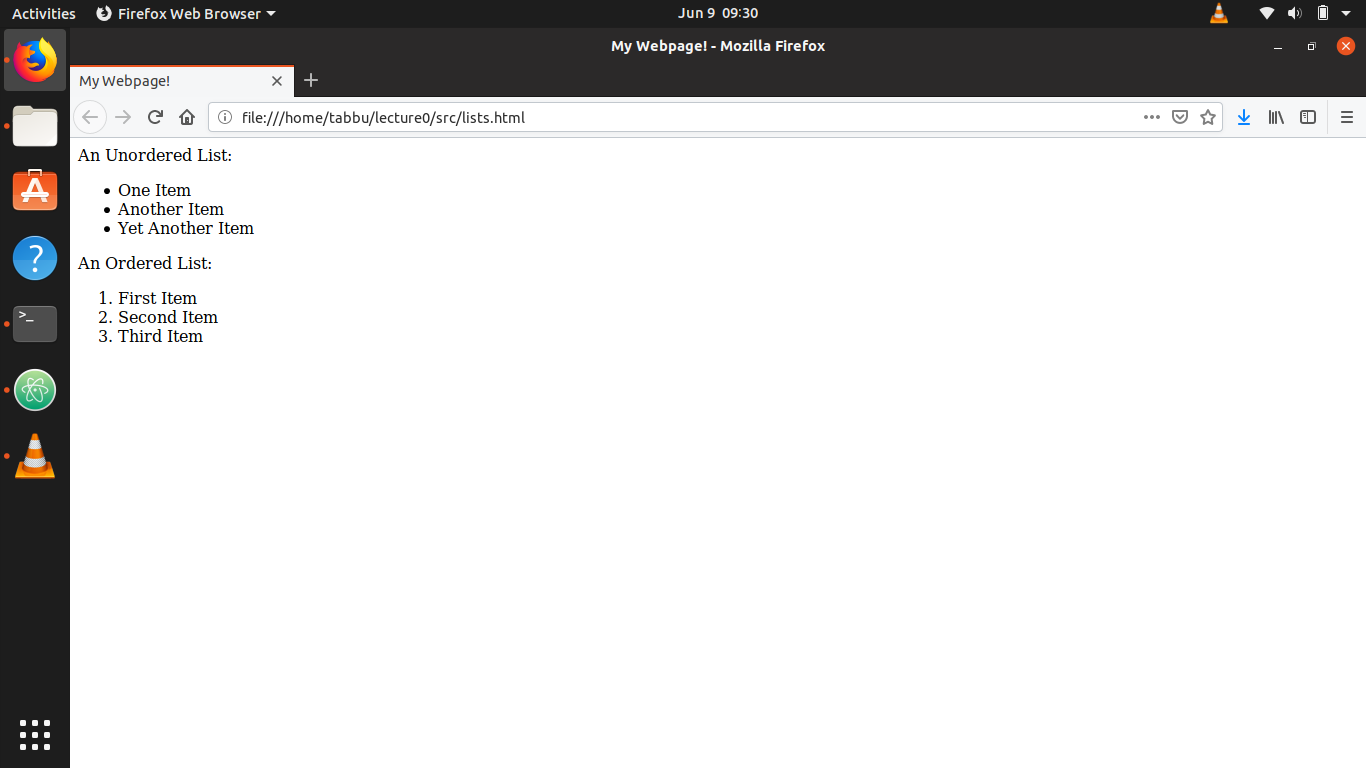 Activities Firefox Web Browser Jun 9 09:30
My Webpage! - Mozilla Firefox
My Webpage!
file:///home/tabbu/lecture0/src/lists.html
An Unordered List:
• One Item
• Another Item
• Yet Another Item
An Ordered List:
1. First Item
2. Second Item
3. Third Item